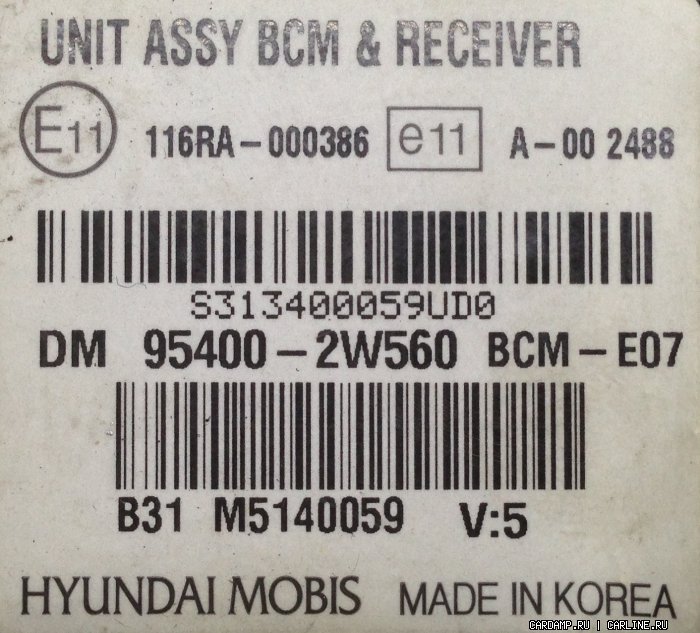 UNIT ASSY BCM & RECEIVER
E11 116RA-000386 e11 A-00 2488
S313400059UD0
DM 95400-2W560 BCM-E07
B31 M5140059 V:5
HYUNDAI MOBIS MADE IN KOREA
CARDAMP.RU | CARLINE.RU